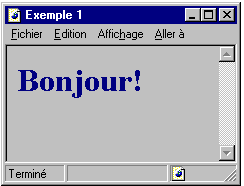 Exemple 1
Fichier Edition Affichage Aller à
Bonjour!
Terminé